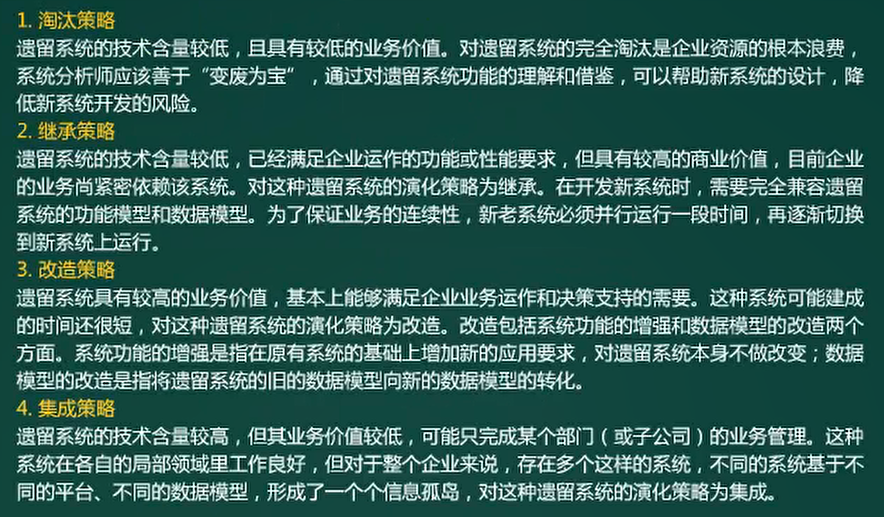 1. 淘汰策略
遗留系统的技术含量较低，且具有较低的业务价值。对遗留系统的完全淘汰是企业资源的根本浪费，
系统分析师应该善于“变废为宝”，通过对遗留系统功能的理解和借鉴，可以帮助新系统的设计，降
低新系统开发的风险。
2. 继承策略
遗留系统的技术含量较低，已经满足企业运作的功能或性能要求，但具有较高的商业价值，目前企业
的业务尚紧密依赖该系统。对这种遗留系统的演化策略为继承。在开发新系统时，需要完全兼容遗留
系统的功能模型和数据模型。为了保证业务的连续性，新老系统必须并行运行一段时间，再逐渐切换
到新系统上运行。
3. 改造策略
遗留系统具有较高的业务价值，基本上能够满足企业业务运作和决策支持的需要。这种系统可能建成
的时间还很短，对这种遗留系统的演化策略为改造。改造包括系统功能的增强和数据模型的改造两个
方面。系统功能的增强是指在原有系统的基础上增加新的应用要求，对遗留系统本身不做改变；数据
模型的改造是指将遗留系统的旧的数据模型向新的数据模型的转化。
4. 集成策略
遗留系统的技术含量较高，但其业务价值较低，可能只完成某个部门（或子公司）的业务管理。这种
系统在各自的局部领域里工作良好，但对于整个企业来说，存在多个这样的系统，不同的系统基于不
同的平台、不同的数据模型，形成了一个个信息孤岛，对这种遗留系统的演化策略为集成。